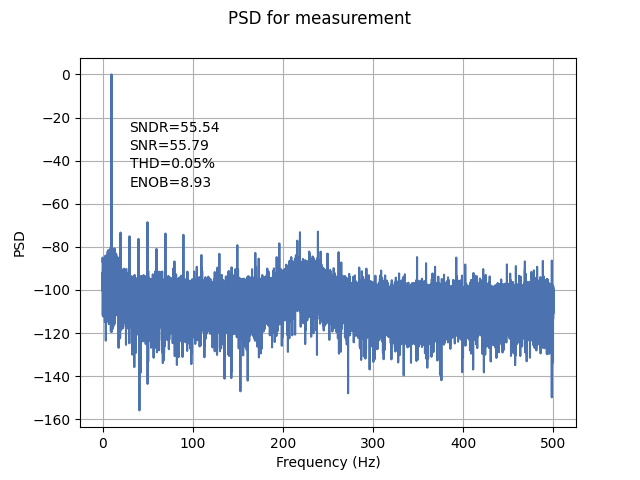 PSD for measurement
0
−20
−40
−60
−80
−100
−120
−140
−160
PSD
SNDR=55.54
SNR=55.79
THD=0.05%
ENOB=8.93
0 100 200 300 400 500
Frequency (Hz)